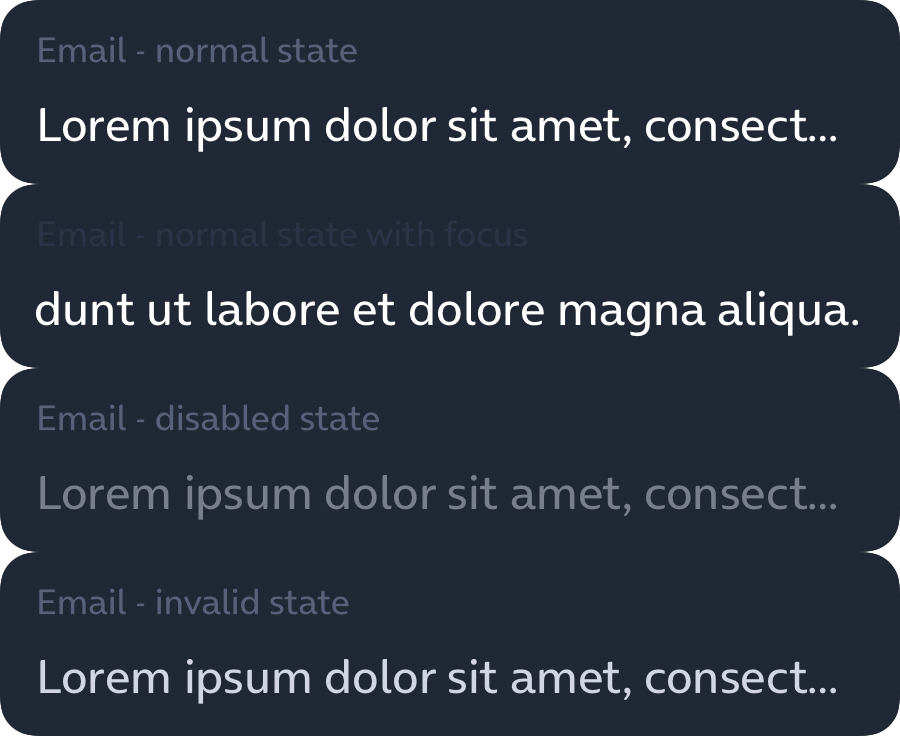 Email - normal state
Lorem ipsum dolor sit amet, consect...
Email - normal state with focus
dunt ut labore et dolore magna aliqua.
Email - disabled state
Lorem ipsum dolor sit amet, consect...
Email - invalid state
Lorem ipsum dolor sit amet, consect...